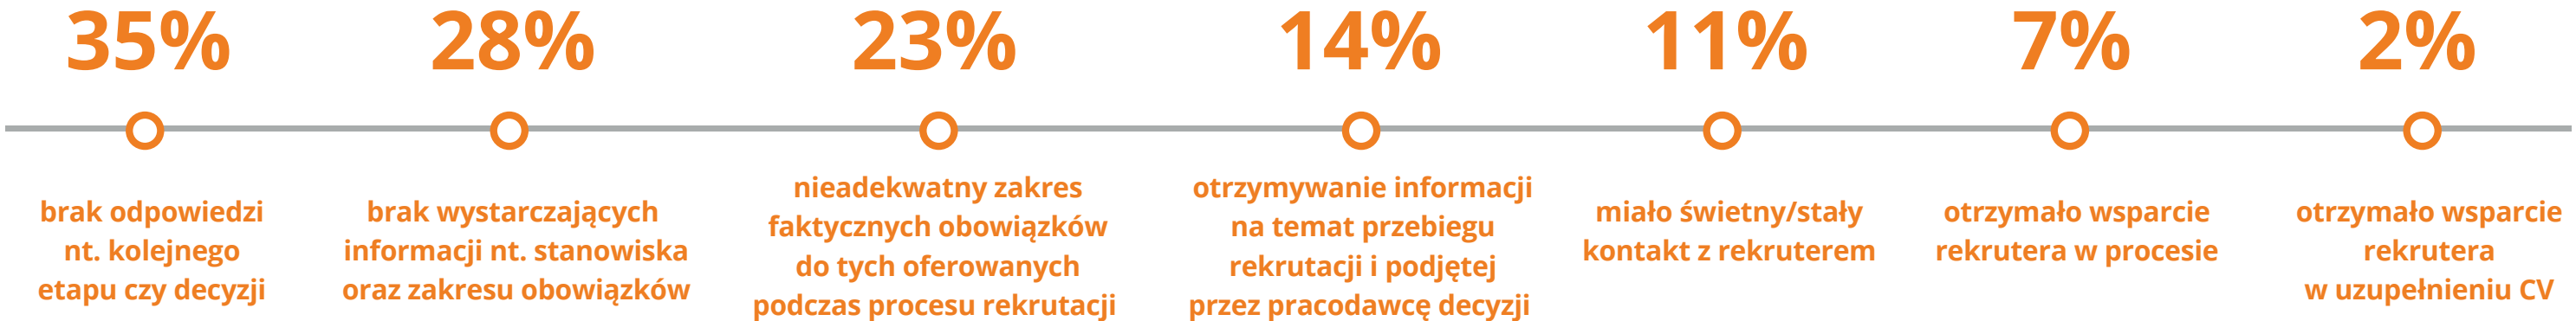 35%
brak odpowiedzi
nt. kolejnego
etapu czy decyzji
28%
brak wystarczających
informacji nt. stanowiska
oraz zakresu obowiązków
23%
nieadekwatny zakres
faktycznych obowiązków
do tych oferowanych
podczas procesu rekrutacji
14%
otrzymywanie informacji
na temat przebiegu
rekrutacji i podjętej
przez pracodawcę decyzji
11%
miało świetny/stały
kontakt z rekruterem
7%
otrzymało wsparcie
rekrutera w procesie
2%
otrzymało wsparcie
rekrutera
w uzupełnieniu CV